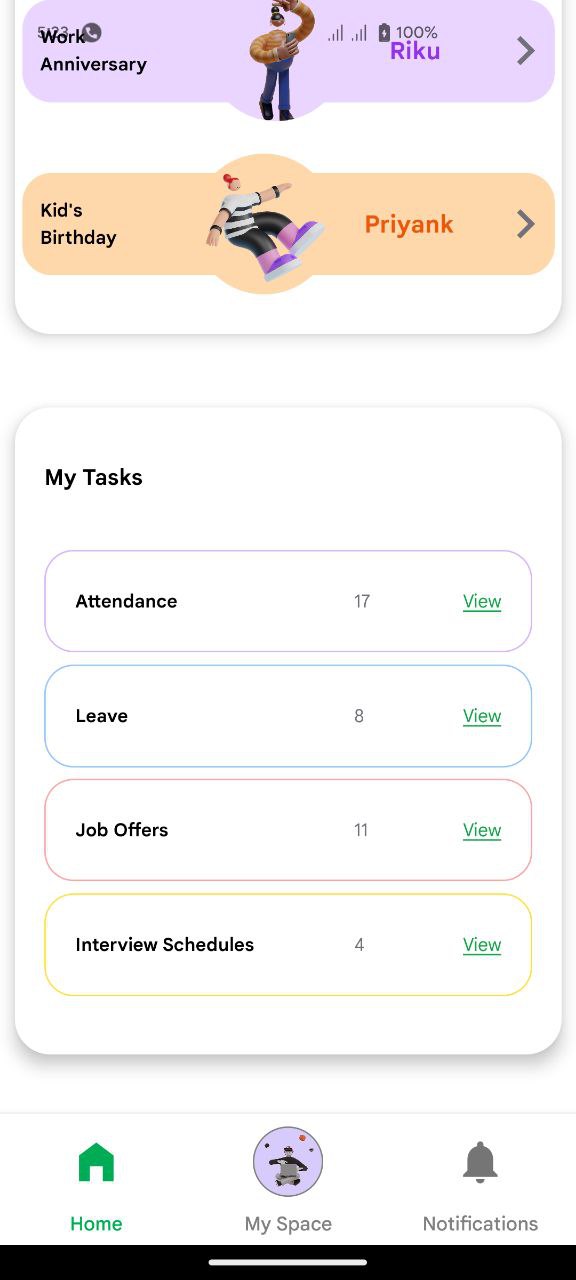 5:23 100%
Work
Anniversary
Riku
Kid's
Birthday
Priyank
My Tasks
Attendance 17 View
Leave 8 View
Job Offers 11 View
Interview Schedules 4 View
Home My Space Notifications